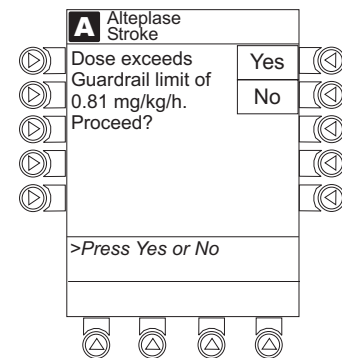 A Alteplase
Stroke
Dose exceeds
Guardrail limit of
0.81 mg/kg/h.
Proceed?
Yes
No
>Press Yes or No